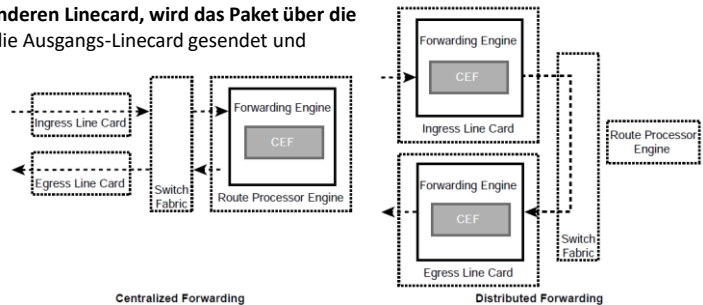 nderen Linecard, wird das Paket über die
die Ausgangs-Linecard gesendet und
Ingress Line Card
Egress Line Card
Switch
Fabric
Forwarding Engine
CEF
Route Processor Engine
Centralized Forwarding
Forwarding Engine
CEF
Ingress Line Card
Forwarding Engine
CEF
Egress Line Card
Switch
Fabric
Route Processor
Engine
Distributed Forwarding